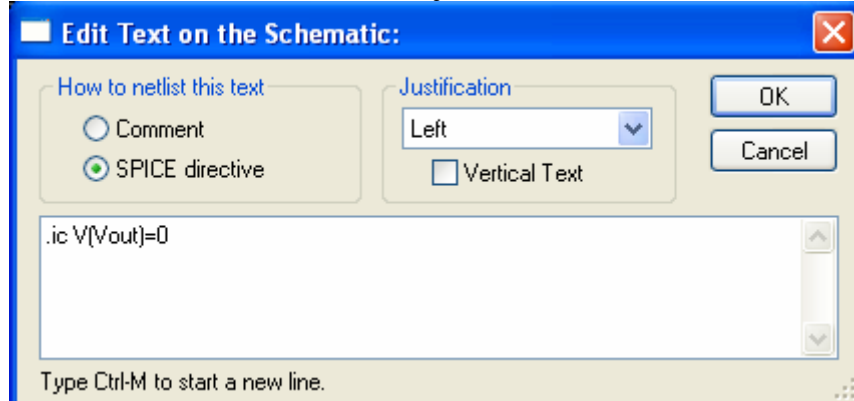 Edit Text on the Schematic:
How to netlist this text
Justification
OK
Comment
Left
Cancel
SPICE directive
Vertical Text
.ic V(Vout)=0
Type Ctrl-M to start a new line.